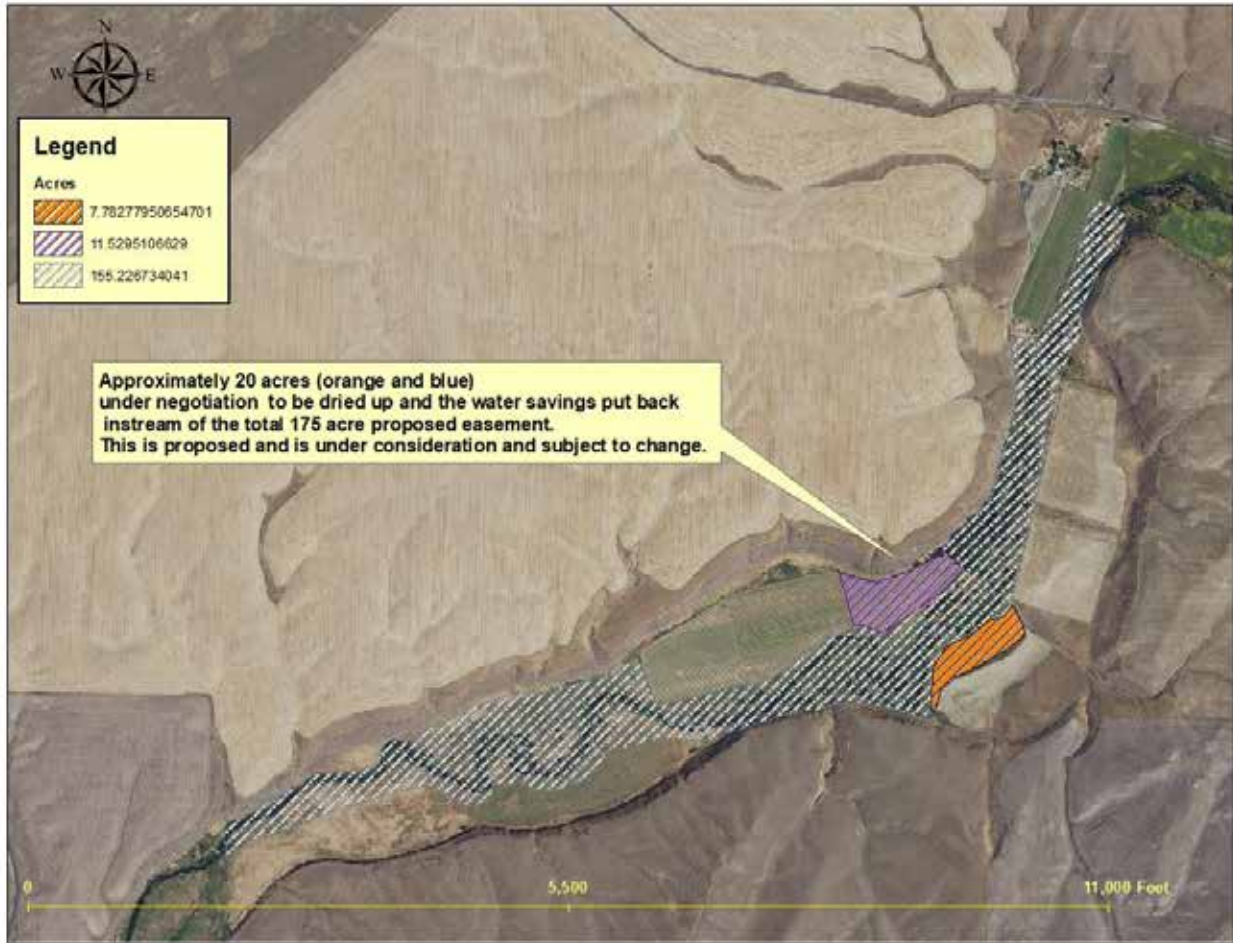 N
W E
S
Legend
Acres
7.78277950654701
11.5295106629
155.226734041
Approximately 20 acres (orange and blue)
under negotiation to be dried up and the water savings put back
instream of the total 175 acre proposed easement.
This is proposed and is under consideration and subject to change.
0 5,500 11,000 Feet